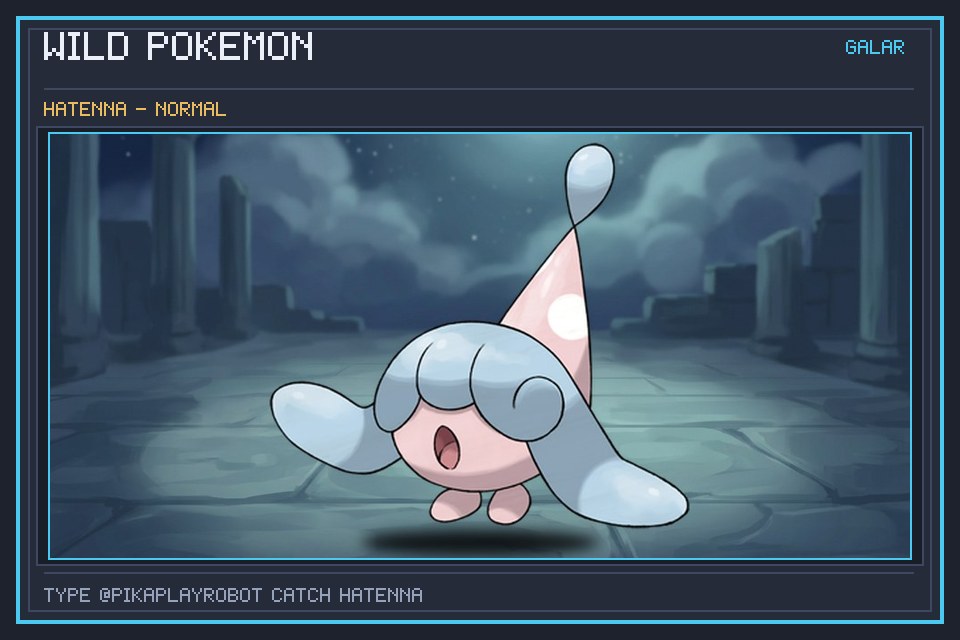 WILD POKEMON
GALAR
HATENNA - NORMAL
TYPE @PIKAPLAYROBOT CATCH HATENNA